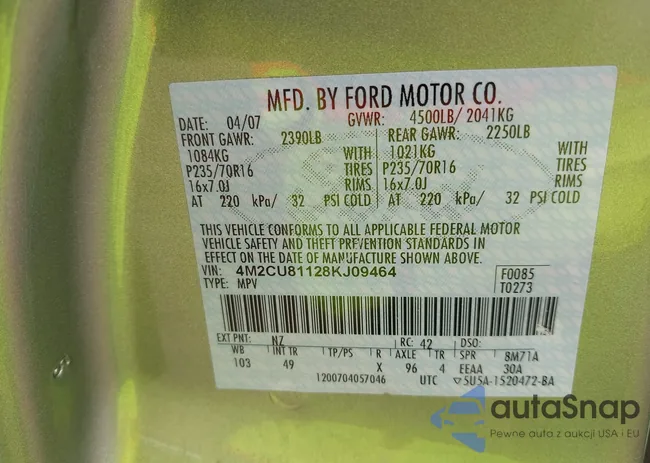 MFD. BY FORD MOTOR CO.
DATE: 04/07 GVWR: 4500LB/ 2041KG
FRONT GAWR: 2390LB REAR GAWR: 2250LB
1084KG WITH 1021KG WITH
P235/70R16 TIRES P235/70R16 TIRES
16x7.0J RIMS 16x7.0J RIMS
AT 220 kPa/ 32 PSI COLD AT 220 kPa/ 32 PSI COLD
THIS VEHICLE CONFORMS TO ALL APPLICABLE FEDERAL MOTOR
VEHICLE SAFETY AND THEFT PREVENTION STANDARDS IN
EFFECT ON THE DATE OF MANUFACTURE SHOWN ABOVE.
VIN: 4M2CU81128KJ09464 F0085
TYPE: MPV T0273
EXT PNT: NZ RC: 42 DSO:
WB INT TR TP/PS R AXLE TR SPR 8M71A
103 49 X 96 4 EEAA 30A
1200704057046 UTC 5U5A-1520472-BA
autaSnap
Pewne auta z aukcji USA i EU